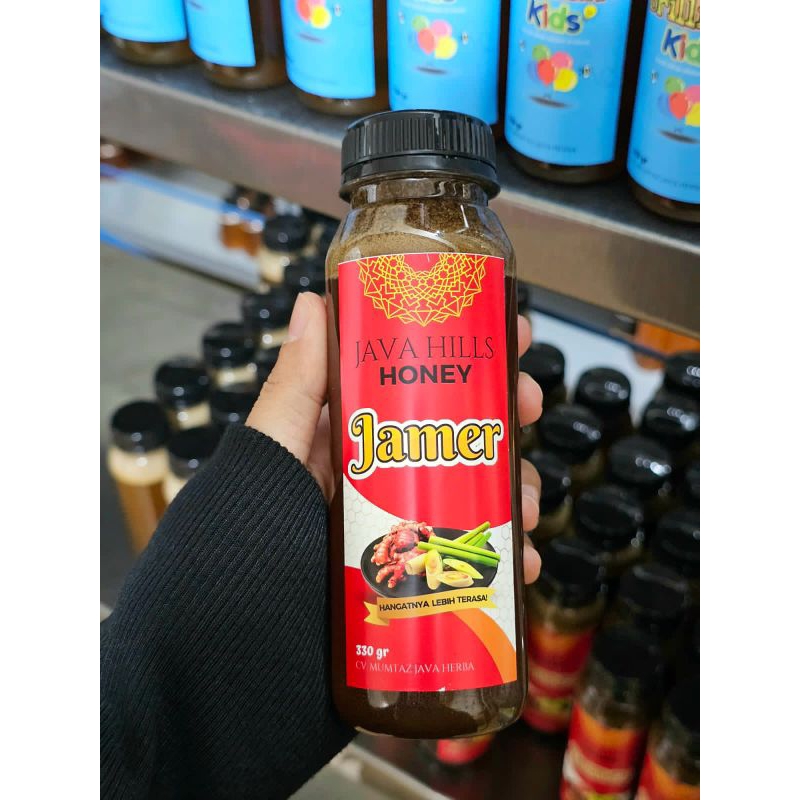 Kids
Kids
JAVA HILLS
HONEY
Jamer
HANGATNYA LEBIH TERASA!
330 gr
CV. MUMTAZ JAVA HERBA